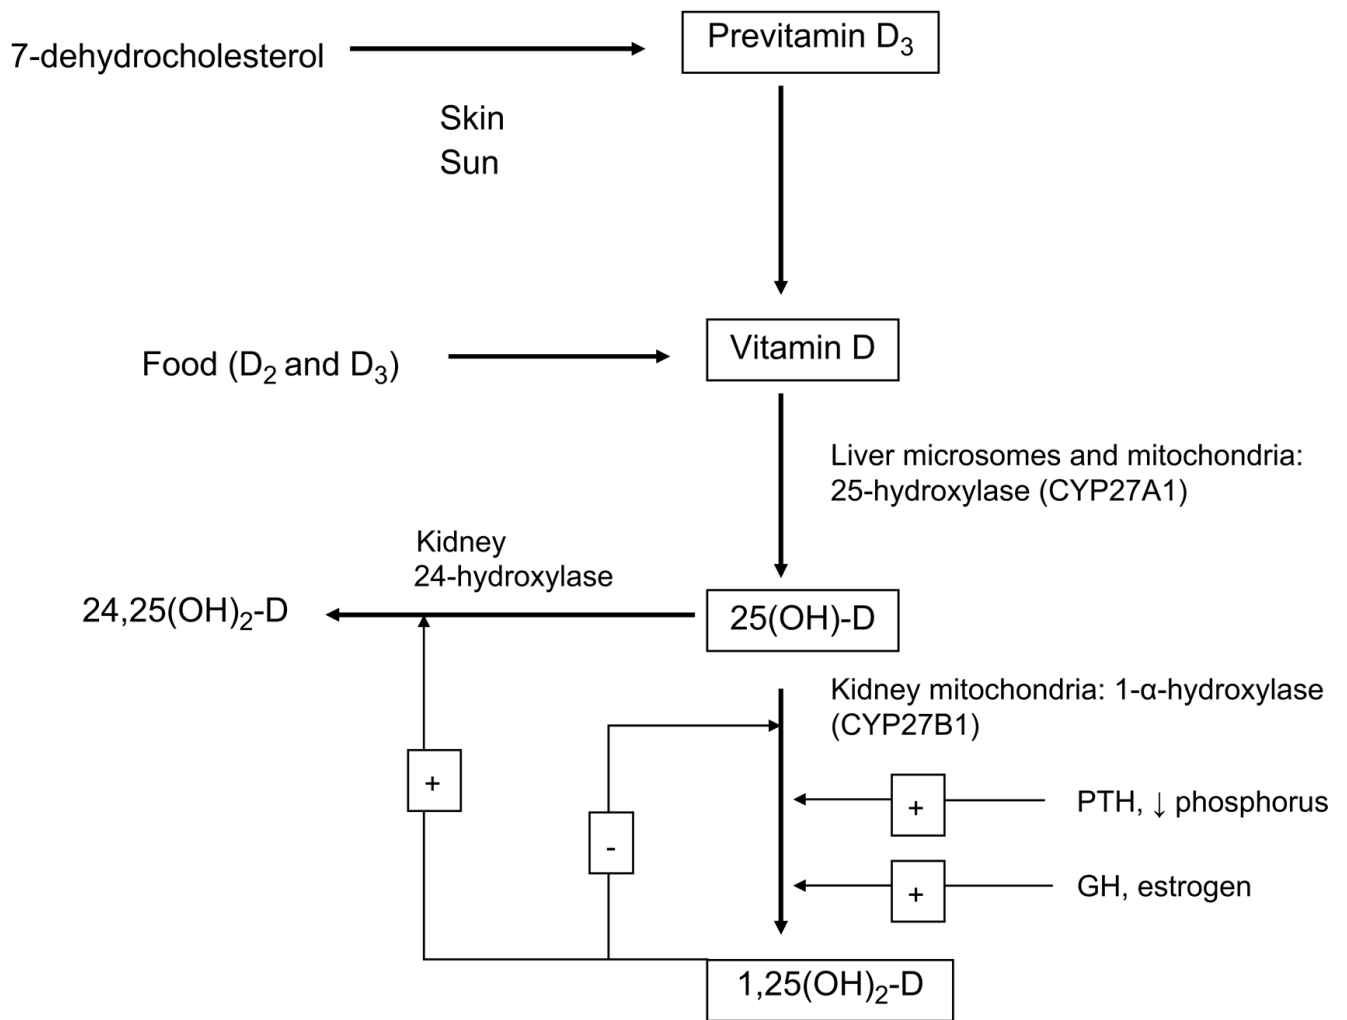 7-dehydrocholesterol
Previtamin D₃
Skin
Sun
Food (D₂ and D₃)
Vitamin D
Liver microsomes and mitochondria:
25-hydroxylase (CYP27A1)
Kidney
24-hydroxylase
24,25(OH)₂-D
25(OH)-D
Kidney mitochondria: 1-α-hydroxylase
(CYP27B1)
+
-
+
PTH, ↓ phosphorus
+
GH, estrogen
1,25(OH)₂-D